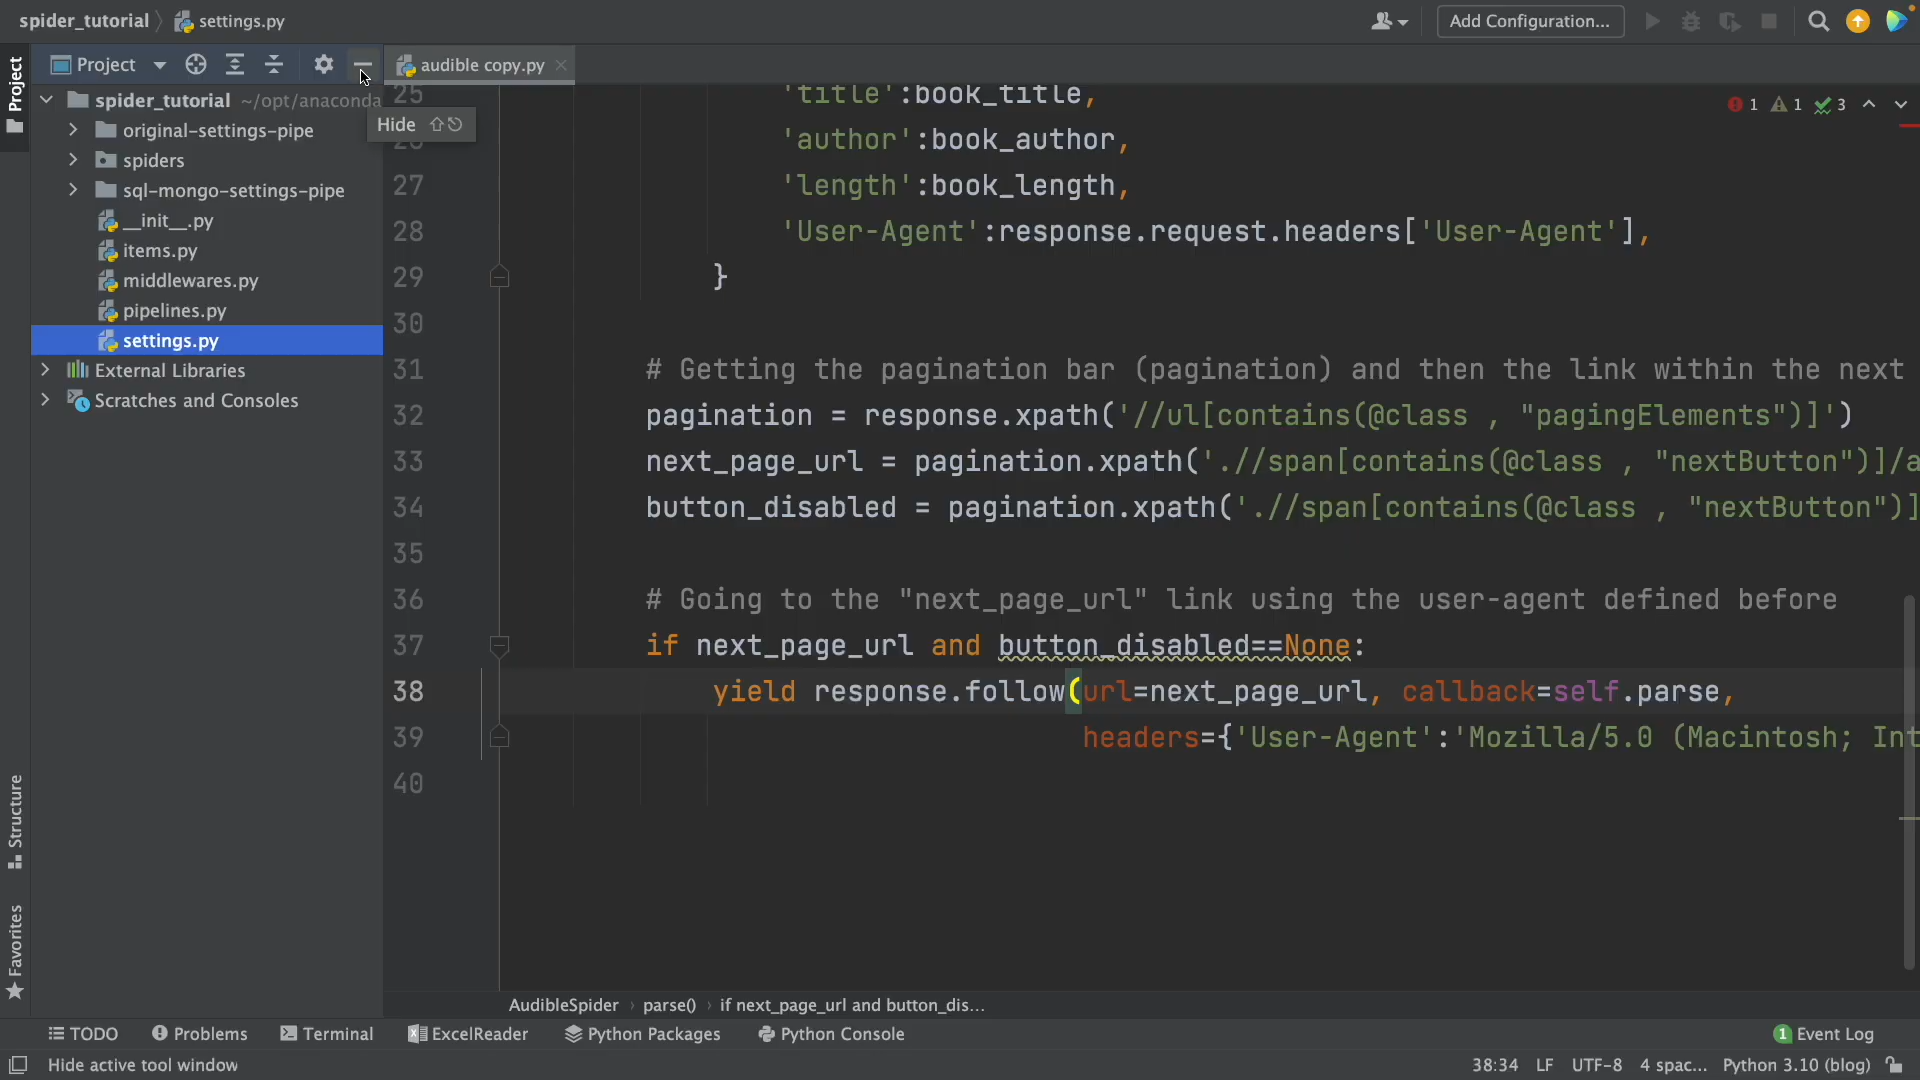 spider_tutorial settings.py
Add Configuration...
Project
audible copy.py
Project
spider_tutorial ~/opt/anaconda
Hide
original-settings-pipe
spiders
sql-mongo-settings-pipe
__init__.py
items.py
middlewares.py
pipelines.py
settings.py
External Libraries
Scratches and Consoles
1 1 3
25 'title':book_title,
'author':book_author,
27 'length':book_length,
28 'User-Agent':response.request.headers['User-Agent'],
29 }
30
31 # Getting the pagination bar (pagination) and then the link within the next
32 pagination = response.xpath('//ul[contains(@class , "pagingElements")]')
33 next_page_url = pagination.xpath('.//span[contains(@class , "nextButton")]/a
34 button_disabled = pagination.xpath('.//span[contains(@class , "nextButton")]
35
36 # Going to the "next_page_url" link using the user-agent defined before
37 if next_page_url and button_disabled==None:
38 yield response.follow(url=next_page_url, callback=self.parse,
39 headers={'User-Agent':'Mozilla/5.0 (Macintosh; Int
40
Structure
Favorites
AudibleSpider parse() if next_page_url and button_dis...
TODO Problems Terminal ExcelReader Python Packages Python Console 1 Event Log
Hide active tool window 38:34 LF UTF-8 4 spac... Python 3.10 (blog)